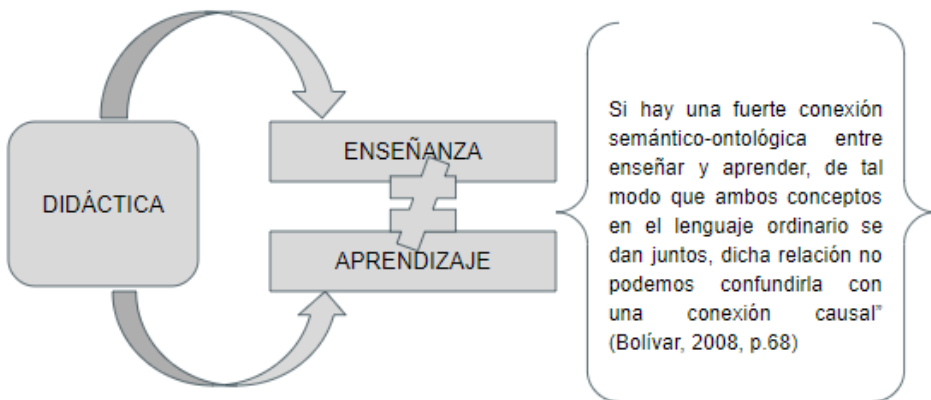 DIDÁCTICA
ENSEÑANZA
APRENDIZAJE
Si hay una fuerte conexión
semántico-ontológica entre
enseñar y aprender, de tal
modo que ambos conceptos
en el lenguaje ordinario se
dan juntos, dicha relación no
podemos confundirla con
una conexión causal”
(Bolívar, 2008, p.68)